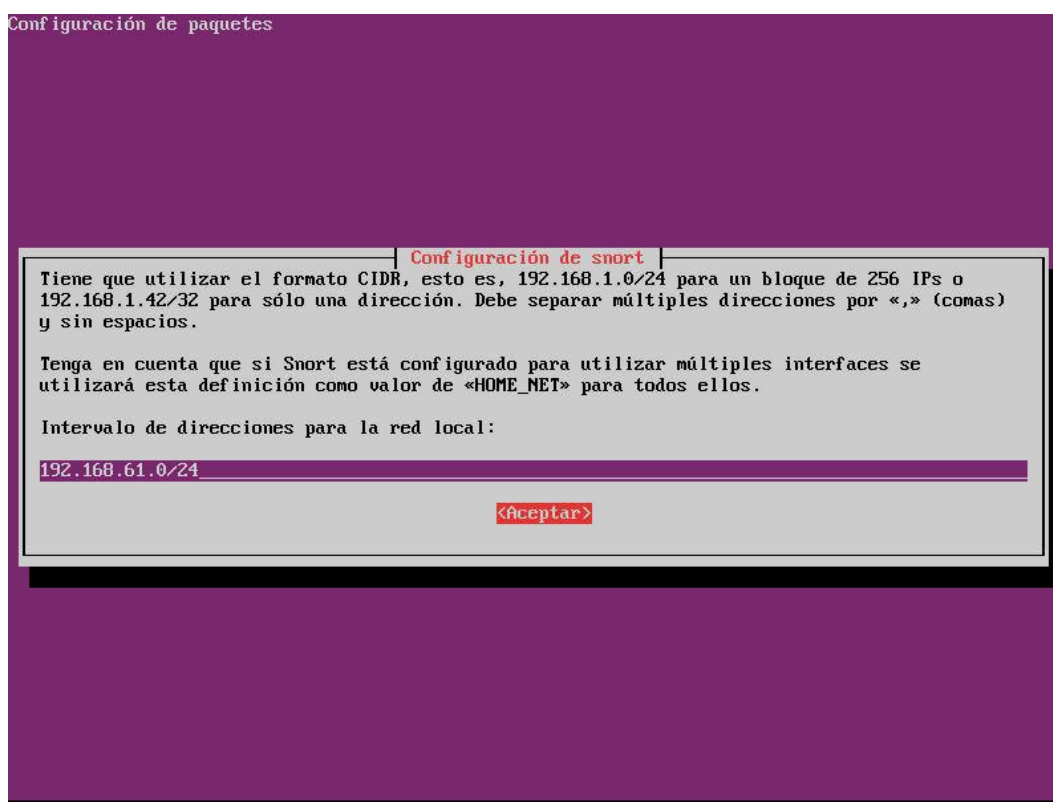 Configuración de paquetes
Configuración de snort
Tiene que utilizar el formato CIDR, esto es, 192.168.1.0/24 para un bloque de 256 IPs o
192.168.1.42/32 para sólo una dirección. Debe separar múltiples direcciones por «,» (comas)
y sin espacios.
Tenga en cuenta que si Snort está configurado para utilizar múltiples interfaces se
utilizará esta definición como valor de «HOME_NET» para todos ellos.
Intervalo de direcciones para la red local:
192.168.61.0/24
<Aceptar>